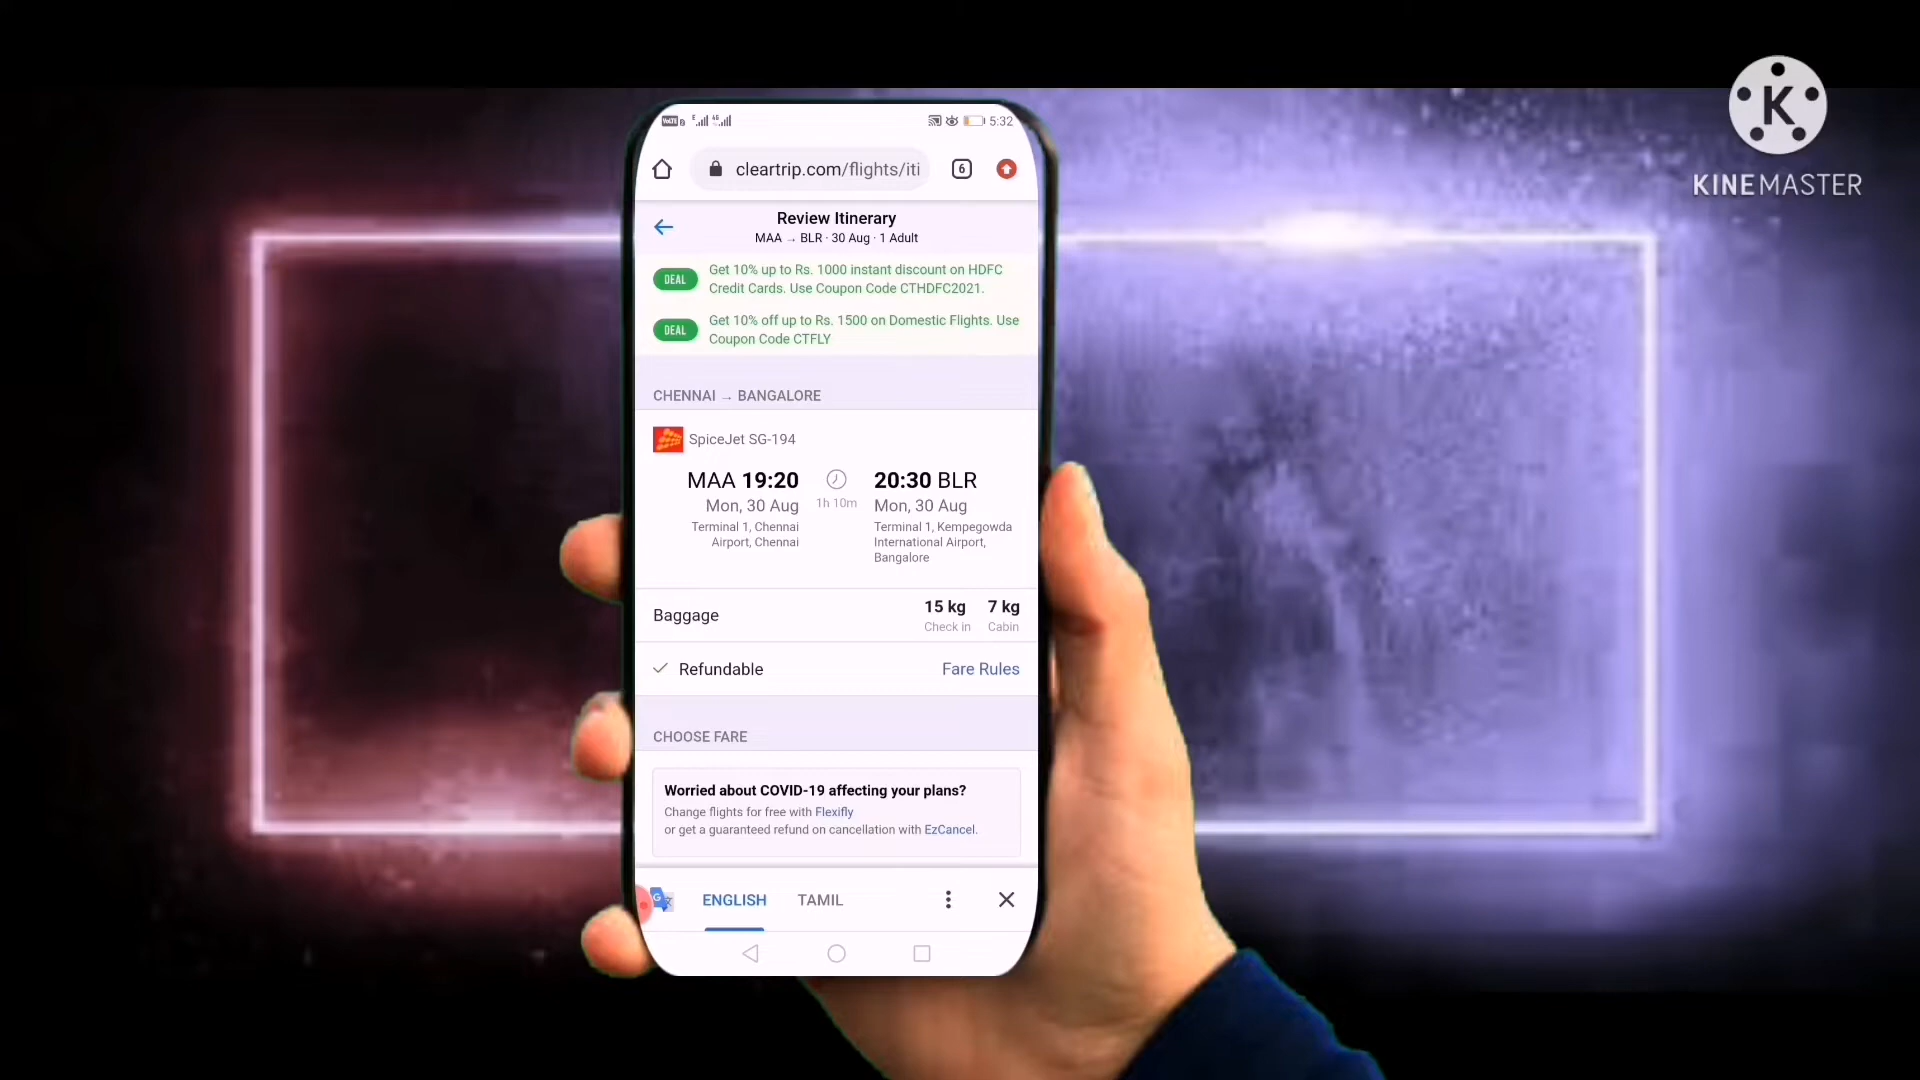 5:32
cleartrip.com/flights/iti
6
Review Itinerary
MAA → BLR · 30 Aug · 1 Adult
DEAL
Get 10% up to Rs. 1000 instant discount on HDFC
Credit Cards. Use Coupon Code CTHDFC2021.
DEAL
Get 10% off up to Rs. 1500 on Domestic Flights. Use
Coupon Code CTFLY
CHENNAI → BANGALORE
SpiceJet SG-194
MAA 19:20
Mon, 30 Aug
Terminal 1, Chennai
Airport, Chennai
1h 10m
20:30 BLR
Mon, 30 Aug
Terminal 1, Kempegowda
International Airport,
Bangalore
Baggage
15 kg
Check in
7 kg
Cabin
Refundable
Fare Rules
CHOOSE FARE
Worried about COVID-19 affecting your plans?
Change flights for free with Flexifly
or get a guaranteed refund on cancellation with EzCancel.
ENGLISH
TAMIL
K
KINEMASTER